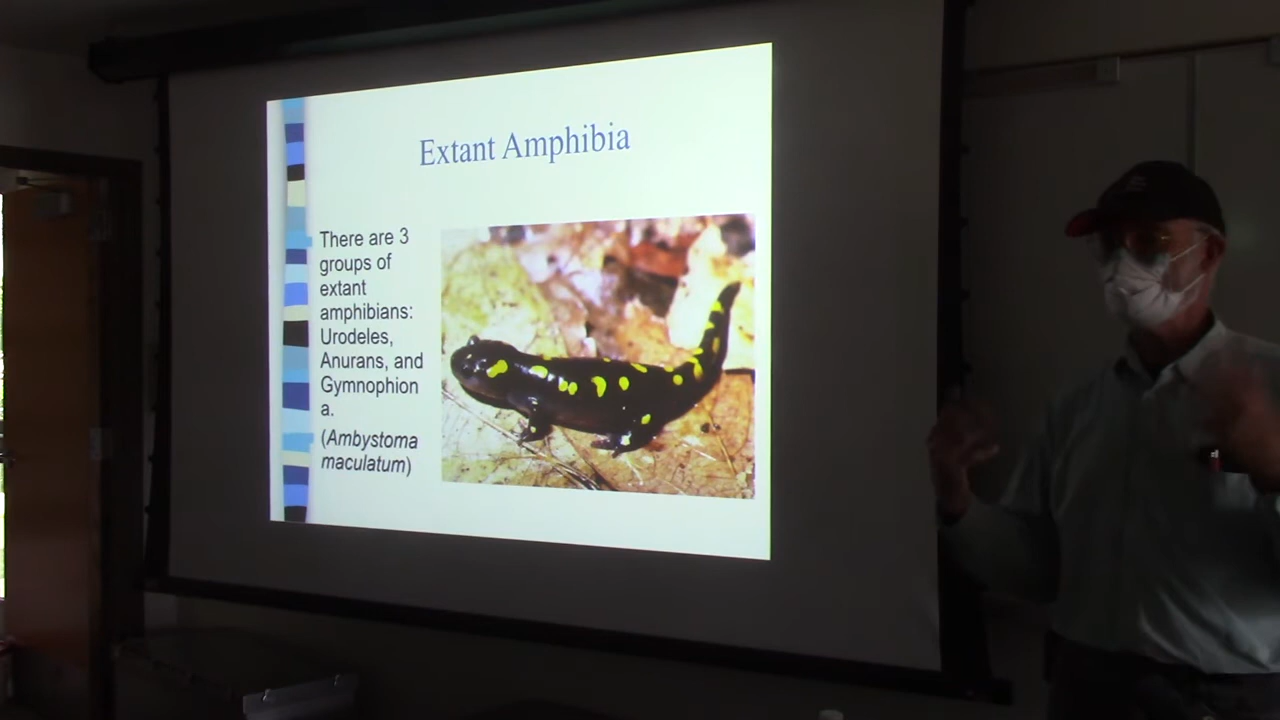 Extant Amphibia
There are 3
groups of
extant
amphibians:
Urodeles,
Anurans, and
Gymnophion
a.
(Ambystoma
maculatum)